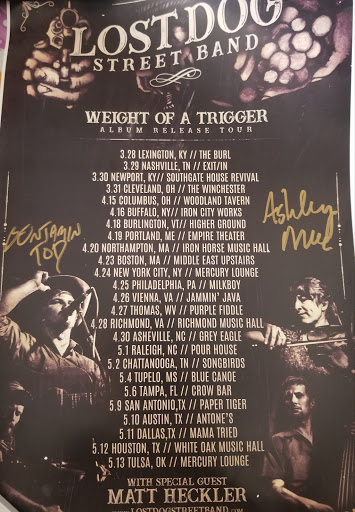 LOST DOG
STREET BAND
WEIGHT OF A TRIGGER
ALBUM RELEASE TOUR
3.28 LEXINGTON, KY // THE BURL
3.29 NASHVILLE, TN // EXIT/IN
3.30 NEWPORT, KY// SOUTHGATE HOUSE REVIVAL
3.31 CLEVELAND, OH // THE WINCHESTER
4.15 COLUMBUS, OH // WOODLAND TAVERN
4.16 BUFFALO, NY// IRON CITY WORKS
4.18 BURLINGTON, VT// HIGHER GROUND
4.19 PORTLAND, ME // EMPIRE THEATER
4.20 NORTHAMPTON, MA // IRON HORSE MUSIC HALL
4.23 BOSTON, MA // MIDDLE EAST UPSTAIRS
4.24 NEW YORK CITY, NY // MERCURY LOUNGE
4.25 PHILADELPHIA, PA // MILKBOY
4.26 VIENNA, VA // JAMMIN' JAVA
4.27 THOMAS, WV // PURPLE FIDDLE
4.28 RICHMOND, VA // RICHMOND MUSIC HALL
4.30 ASHEVILLE, NC // GREY EAGLE
5.1 RALEIGH, NC // POUR HOUSE
5.2 CHATTANOOGA, TN // SONGBIRDS
5.4 TUPELO, MS // BLUE CANOE
5.6 TAMPA, FL // CROW BAR
5.9 SAN ANTONIO,TX // PAPER TIGER
5.10 AUSTIN, TX // ANTONE'S
5.11 DALLAS,TX // MAMA TRIED
5.12 HOUSTON, TX // WHITE OAK MUSIC HALL
5.13 TULSA, OK // MERCURY LOUNGE
WITH SPECIAL GUEST
MATT HECKLER
WWW.LOSTDOGSTREETBAND.COM
BENJAMIN
TOD
Ashley
Mae